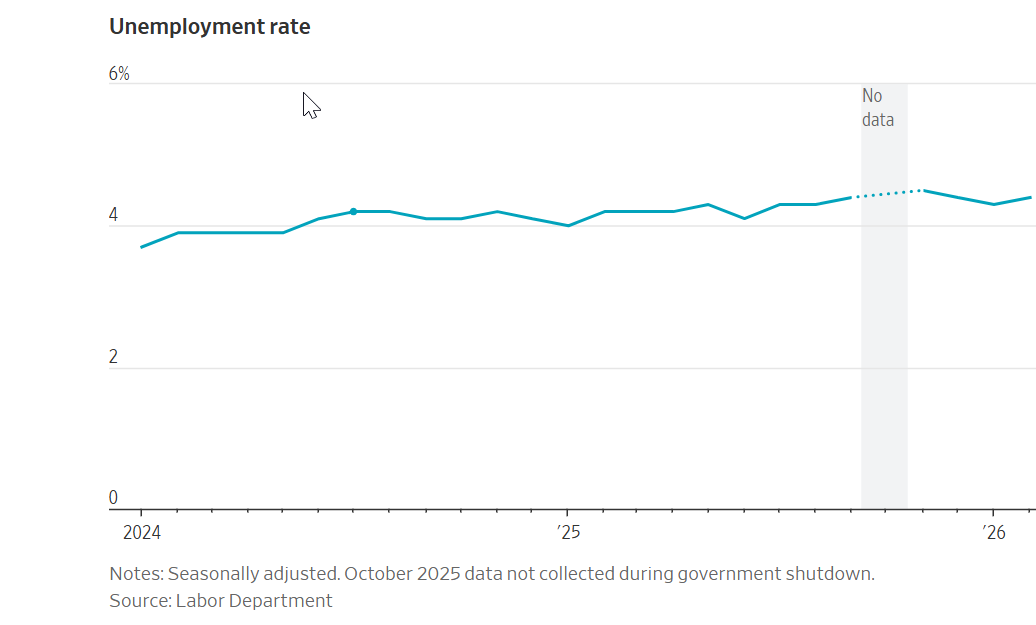 Unemployment rate
6%
No
data
4
2
0
2024
’25
’26
Notes: Seasonally adjusted. October 2025 data not collected during government shutdown.
Source: Labor Department